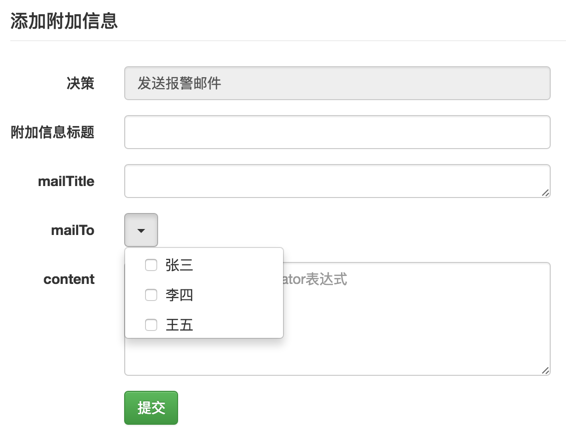 添加附加信息
决策
发送报警邮件
附加信息标题
mailTitle
mailTo
张三
李四
王五
content
ator表达式
提交